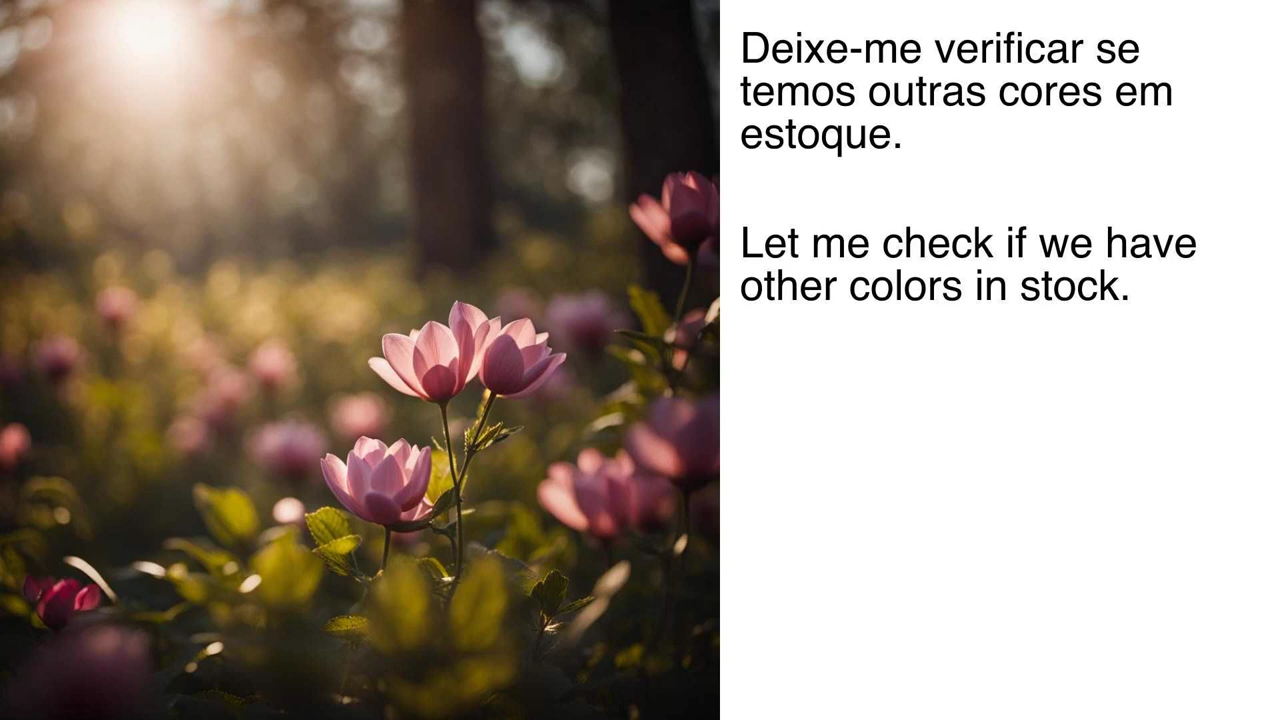 Deixe-me verificar se
temos outras cores em
estoque.
Let me check if we have
other colors in stock.